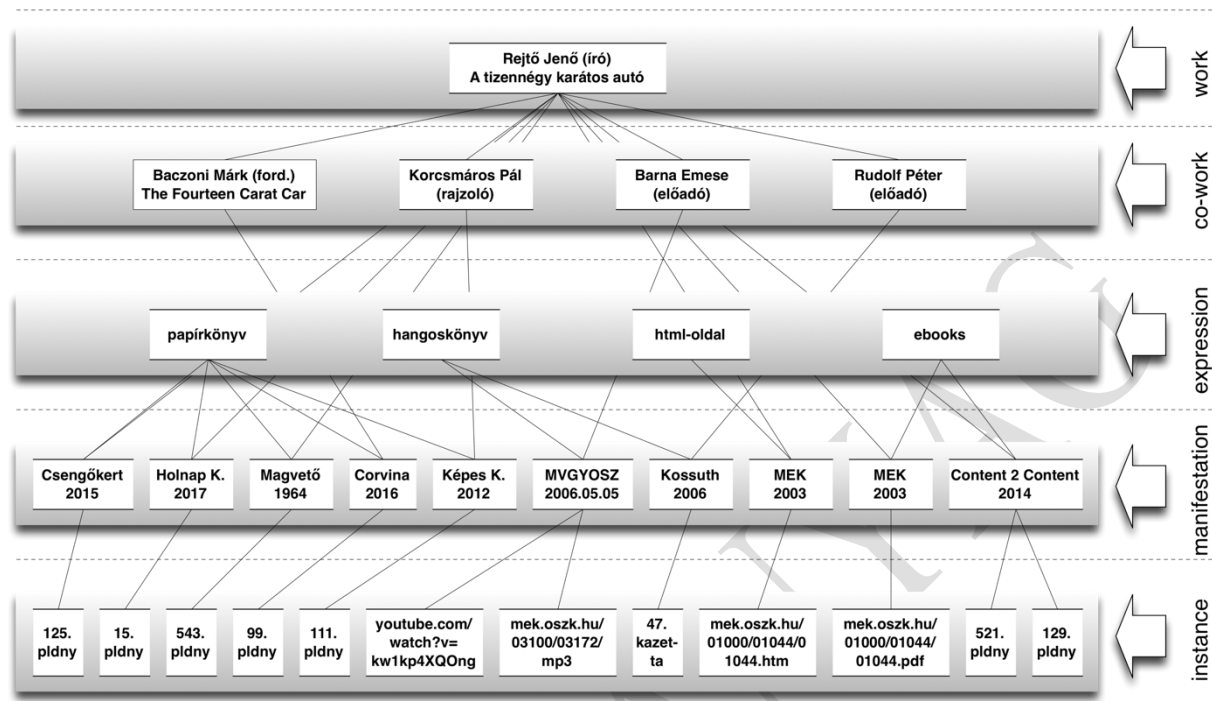 Rejtő Jenő (író)
A tizennégy karátos autó
work
Baczoni Márk (ford.)
The Fourteen Carat Car
Korcsmáros Pál
(rajzoló)
Barna Emese
(előadó)
Rudolf Péter
(előadó)
co-work
papírkönyv
hangoskönyv
html-oldal
ebooks
expression
Csengőkert
2015
Holnap K.
2017
Magvető
1964
Corvina
2016
Képes K.
2012
MVGYOSZ
2006.05.05
Kossuth
2006
MEK
2003
MEK
2003
Content 2 Content
2014
manifestation
125.
pldny
15.
pldny
543.
pldny
99.
pldny
111.
pldny
youtube.com/
watch?v=
kw1kp4XQOng
mek.oszk.hu/
03100/03172/
mp3
47.
kazet-
ta
mek.oszk.hu/
01000/01044/0
1044.htm
mek.oszk.hu/
01000/01044/
01044.pdf
521.
pldny
129.
pldny
instance